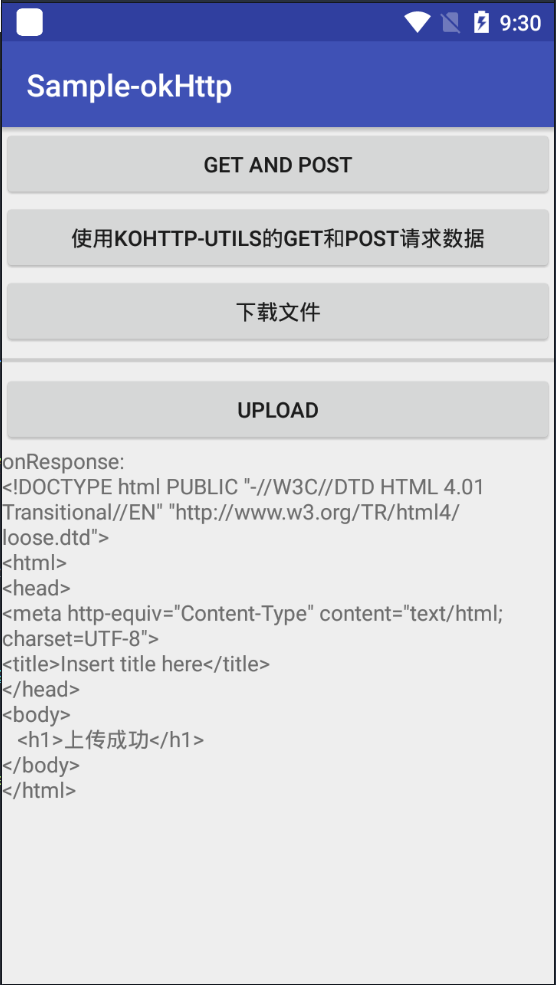 9:30
Sample-okHttp
GET AND POST
使用KOHTTP-UTILS的GET和POST请求数据
下载文件
UPLOAD
onResponse:
<!DOCTYPE html PUBLIC "-//W3C//DTD HTML 4.01
Transitional//EN" "http://www.w3.org/TR/html4/
loose.dtd">
<html>
<head>
<meta http-equiv="Content-Type" content="text/html;
charset=UTF-8">
<title>Insert title here</title>
</head>
<body>
<h1>上传成功</h1>
</body>
</html>